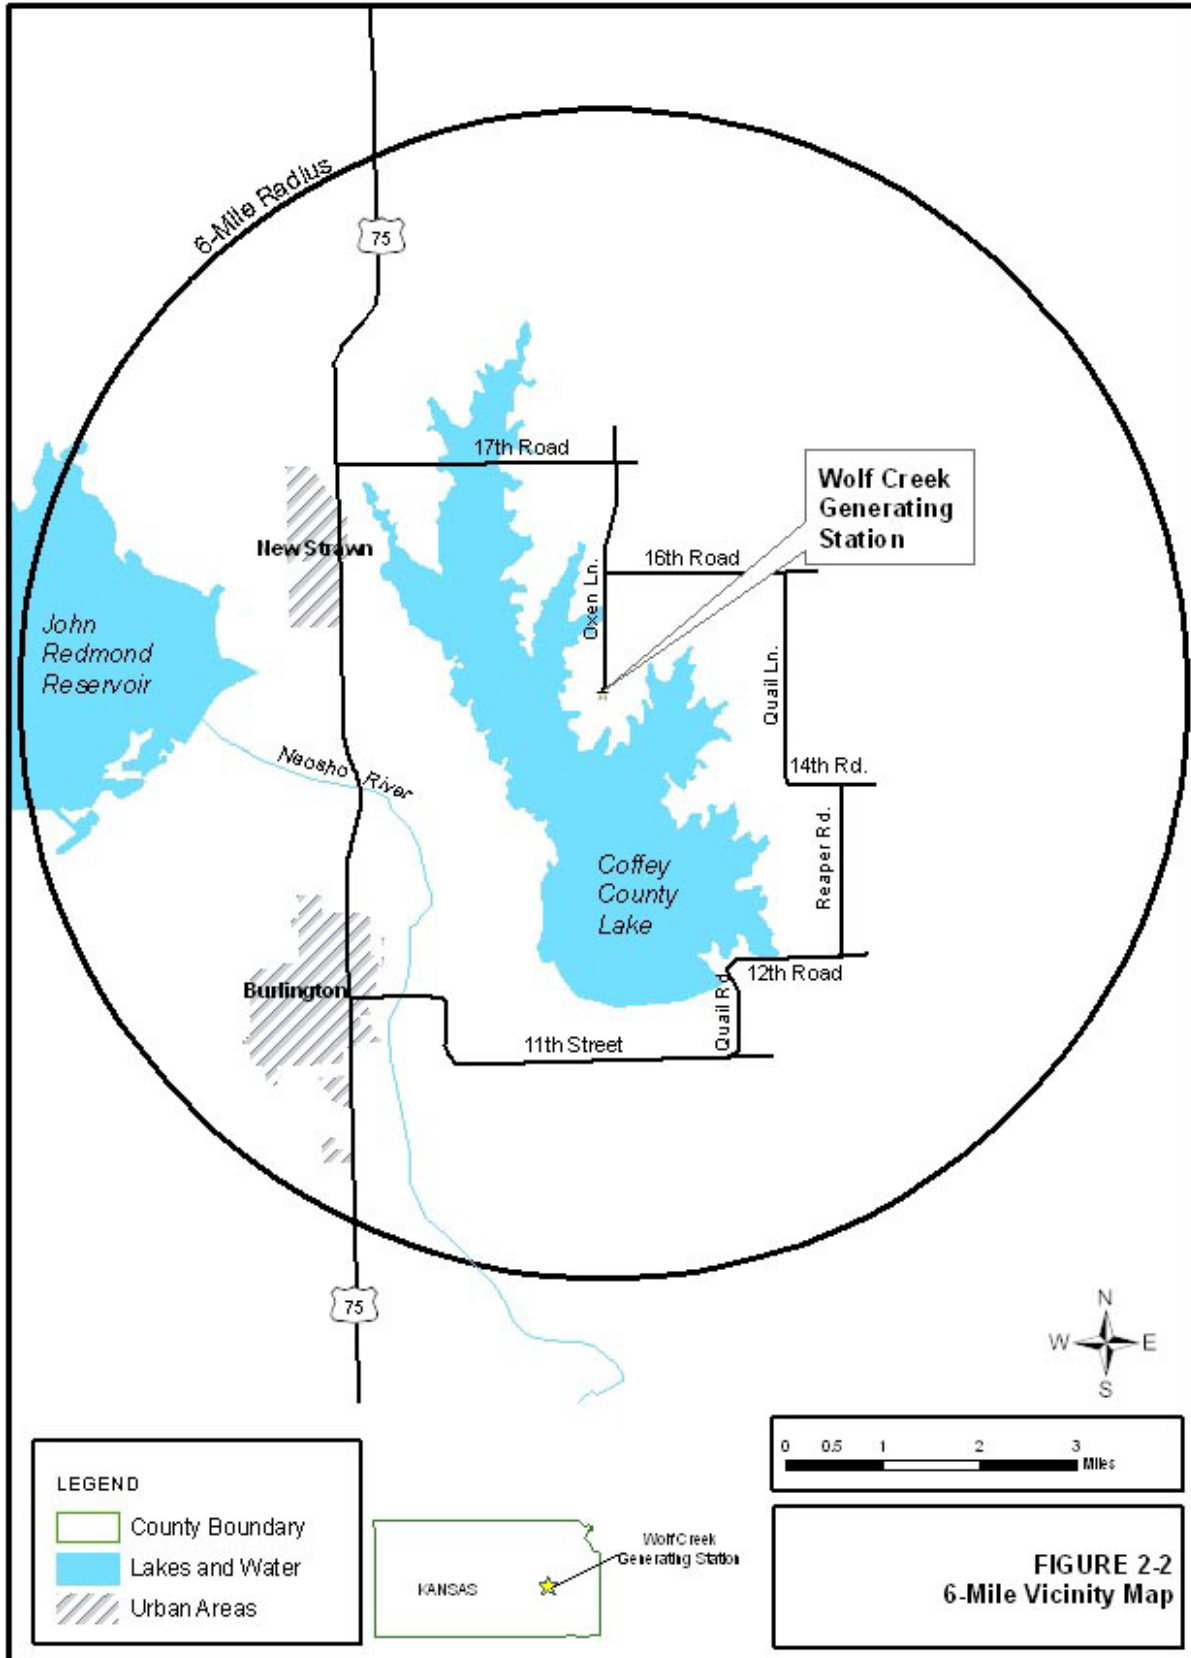 6-Mile Radius
75
17th Road
Wolf Creek
Generating
Station
New Strawn
16th Road
Oxen Ln.
John
Redmond
Reservoir
Quail Ln.
Neosho River
14th Rd.
Reaper Rd.
Coffey
County
Lake
12th Road
Quail Rd
Burlington
11th Street
75
N
W E
S
0 0.5 1 2 3
Miles
LEGEND
County Boundary
Lakes and Water
Urban Areas
KANSAS
Wolf Creek
Generating Station
FIGURE 2-2
6-Mile Vicinity Map